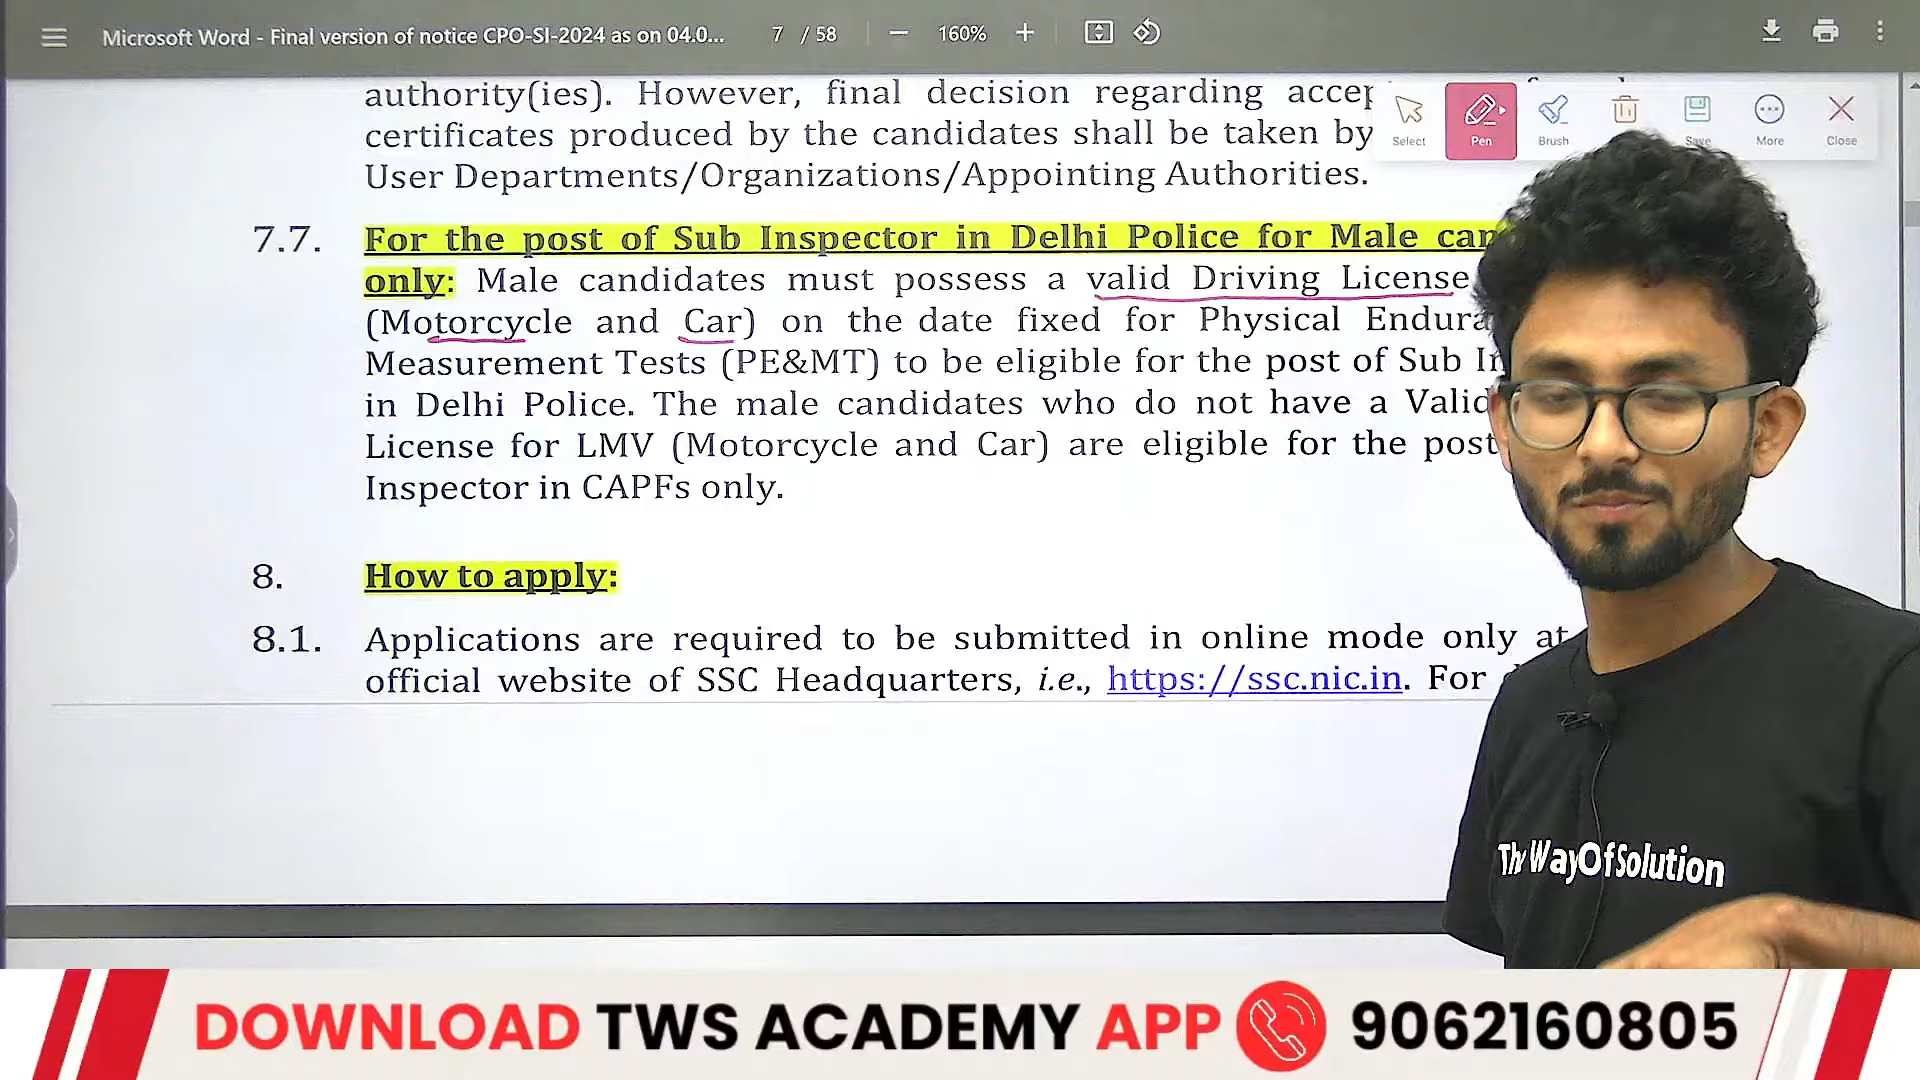 Microsoft Word - Final version of notice CPO-SI-2024 as on 04.0... 7 / 58 — 160% +
authority(ies). However, final decision regarding
certificates produced by the candidates shall be taken by
User Departments/Organizations/Appointing Authorities.
Select Pen Brush Save More Close
7.7. For the post of Sub Inspector in Delhi Police for Male
only: Male candidates must possess a valid Driving License
(Motorcycle and Car) on the date fixed for Physical
Measurement Tests (PE&MT) to be eligible for the post of Sub
in Delhi Police. The male candidates who do not have a Valid
License for LMV (Motorcycle and Car) are eligible for the post
Inspector in CAPFs only.
8. How to apply:
8.1. Applications are required to be submitted in online mode only at
official website of SSC Headquarters, i.e., https://ssc.nic.in. For
WayOfSolution
DOWNLOAD TWS ACADEMY APP 9062160805